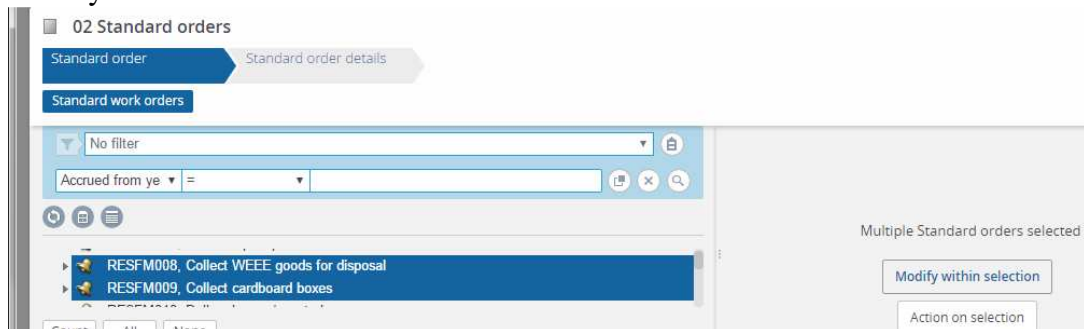 02 Standard orders
Standard order
Standard order details
Standard work orders
No filter
Accrued from ye
=
Multiple Standard orders selected
RESFM008, Collect WEEE goods for disposal
RESFM009, Collect cardboard boxes
Modify within selection
Action on selection
All
None